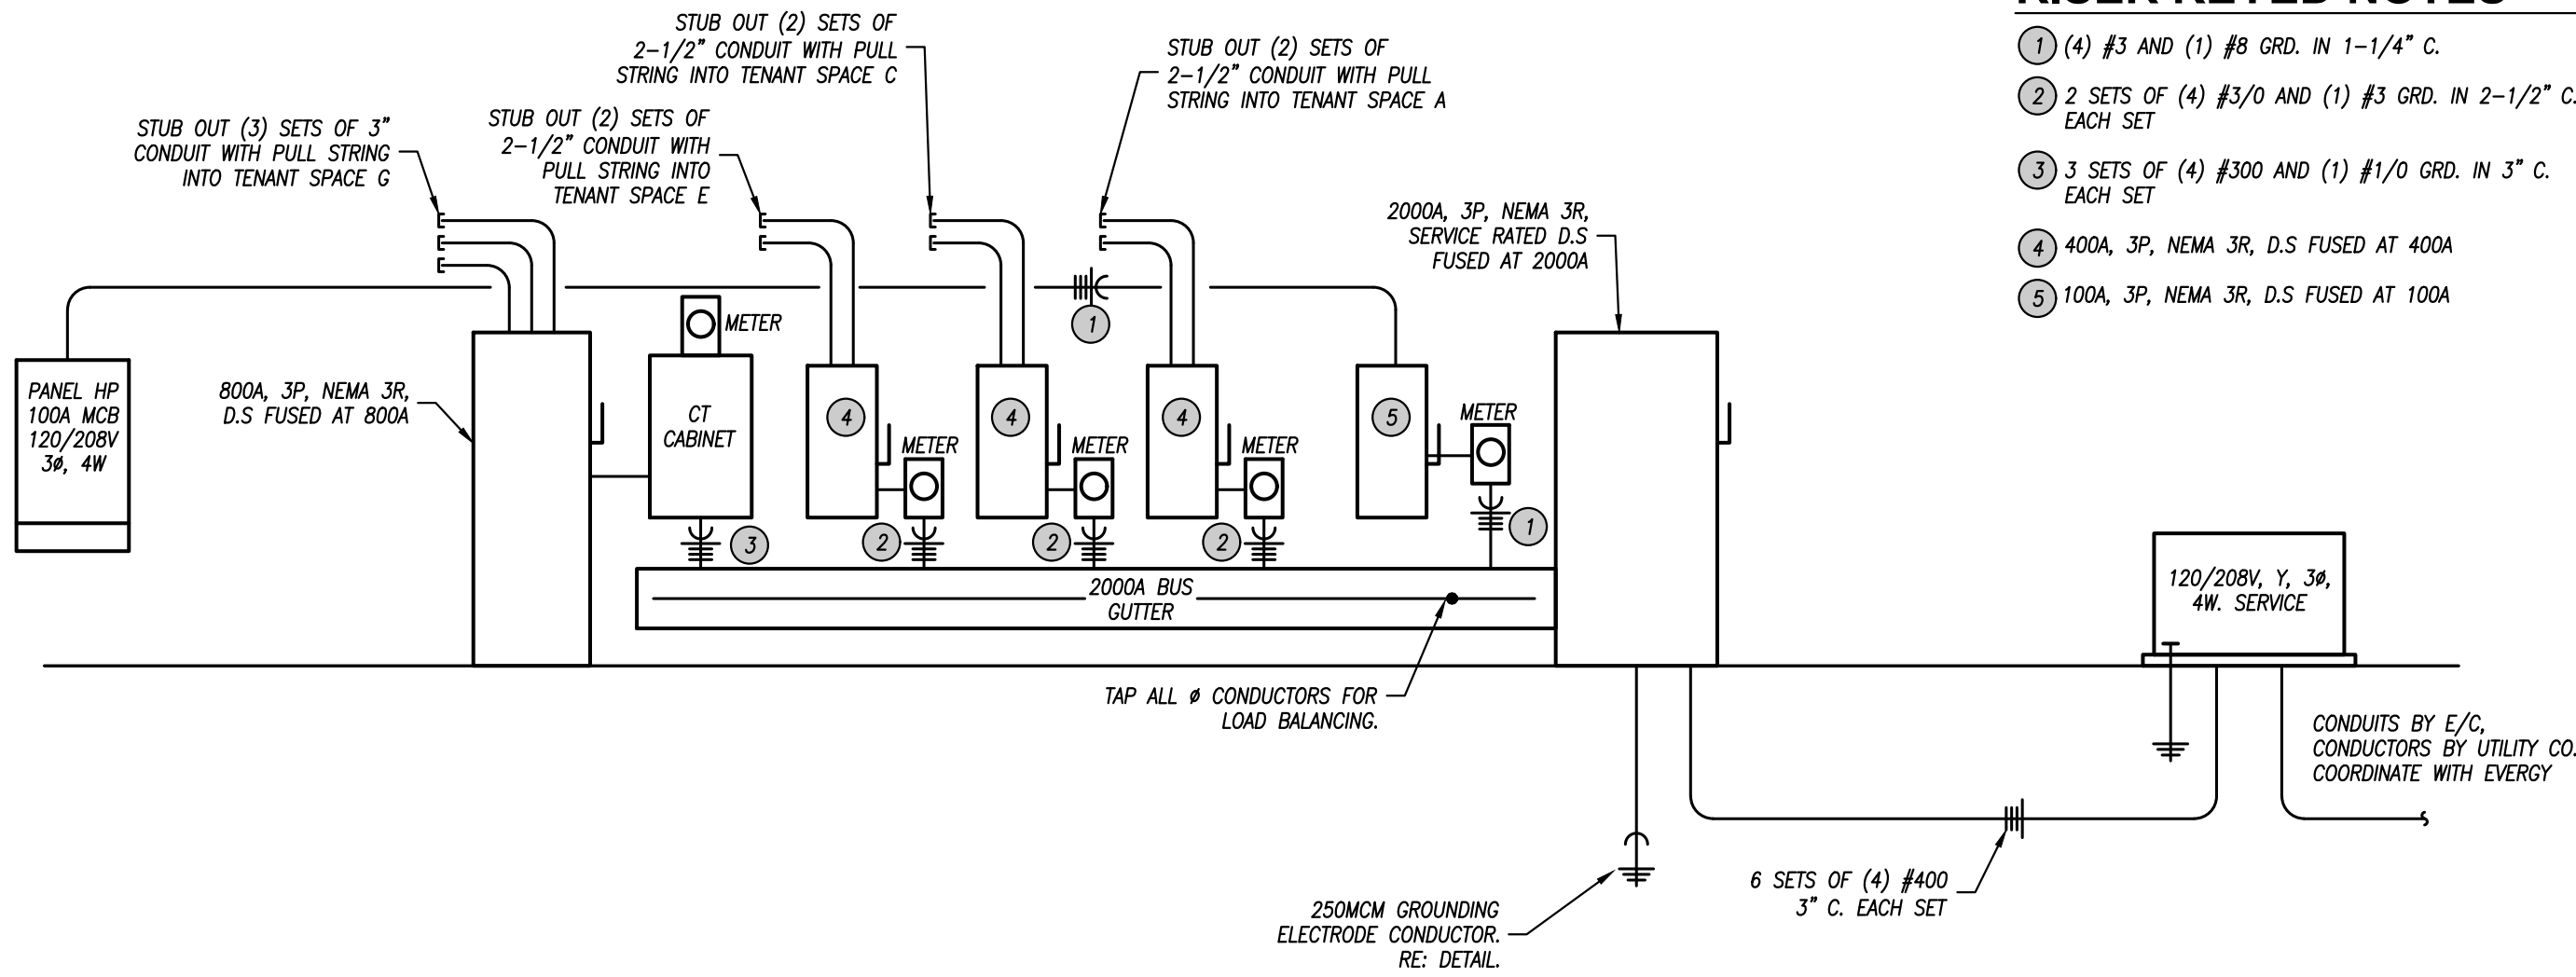 STUB OUT (2) SETS OF
2-1/2" CONDUIT WITH PULL
STRING INTO TENANT SPACE C
STUB OUT (2) SETS OF
2-1/2" CONDUIT WITH PULL
STRING INTO TENANT SPACE A
STUB OUT (3) SETS OF 3"
CONDUIT WITH PULL STRING
INTO TENANT SPACE G
STUB OUT (2) SETS OF
2-1/2" CONDUIT WITH
PULL STRING INTO
TENANT SPACE E
2000A, 3P, NEMA 3R,
SERVICE RATED D.S
FUSED AT 2000A
RISER KEYED NOTES
1 (4) #3 AND (1) #8 GRD. IN 1-1/4" C.
2 2 SETS OF (4) #3/0 AND (1) #3 GRD. IN 2-1/2" C.
EACH SET
3 3 SETS OF (4) #300 AND (1) #1/0 GRD. IN 3" C.
EACH SET
4 400A, 3P, NEMA 3R, D.S FUSED AT 400A
5 100A, 3P, NEMA 3R, D.S FUSED AT 100A
1
METER
PANEL HP
100A MCB
120/208V
3ø, 4W
800A, 3P, NEMA 3R,
D.S FUSED AT 800A
CT
CABINET
4
METER
4
METER
4
METER
5
METER
3
2
2
2
1
2000A BUS
GUTTER
120/208V, Y, 3ø,
4W. SERVICE
TAP ALL ø CONDUCTORS FOR
LOAD BALANCING.
CONDUITS BY E/C,
CONDUCTORS BY UTILITY CO.
COORDINATE WITH EVERGY
6 SETS OF (4) #400
3" C. EACH SET
250MCM GROUNDING
ELECTRODE CONDUCTOR.
RE: DETAIL.